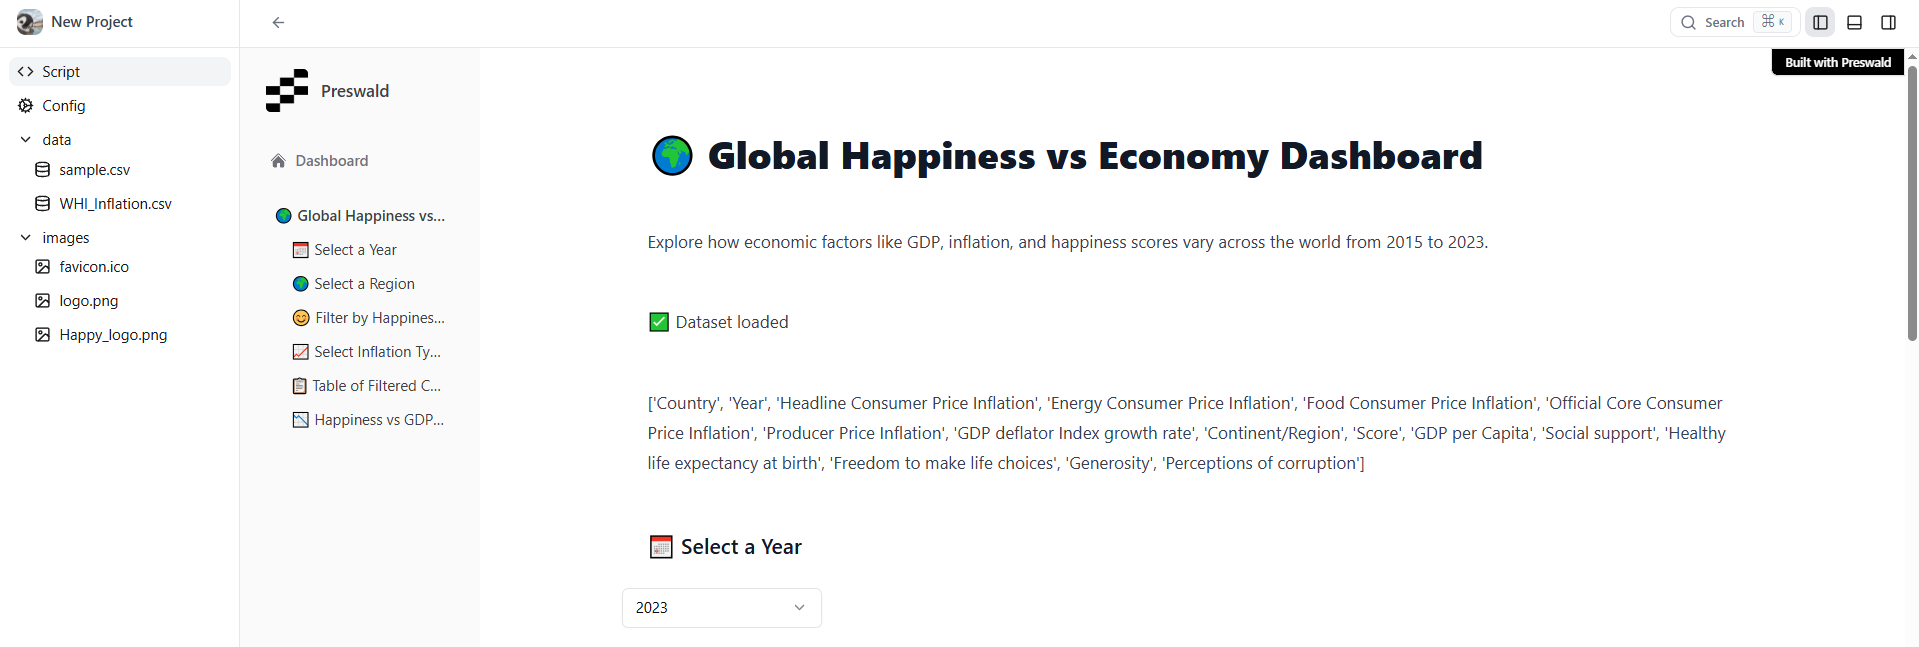 New Project
Search ⌘ K
Script
Config
data
sample.csv
WHI_Inflation.csv
images
favicon.ico
logo.png
Happy_logo.png
Preswald
Dashboard
Global Happiness vs...
Select a Year
Select a Region
Filter by Happines...
Select Inflation Ty...
Table of Filtered C...
Happiness vs GDP...
Built with Preswald
Global Happiness vs Economy Dashboard
Explore how economic factors like GDP, inflation, and happiness scores vary across the world from 2015 to 2023.
Dataset loaded
['Country', 'Year', 'Headline Consumer Price Inflation', 'Energy Consumer Price Inflation', 'Food Consumer Price Inflation', 'Official Core Consumer
Price Inflation', 'Producer Price Inflation', 'GDP deflator Index growth rate', 'Continent/Region', 'Score', 'GDP per Capita', 'Social support', 'Healthy
life expectancy at birth', 'Freedom to make life choices', 'Generosity', 'Perceptions of corruption']
Select a Year
2023